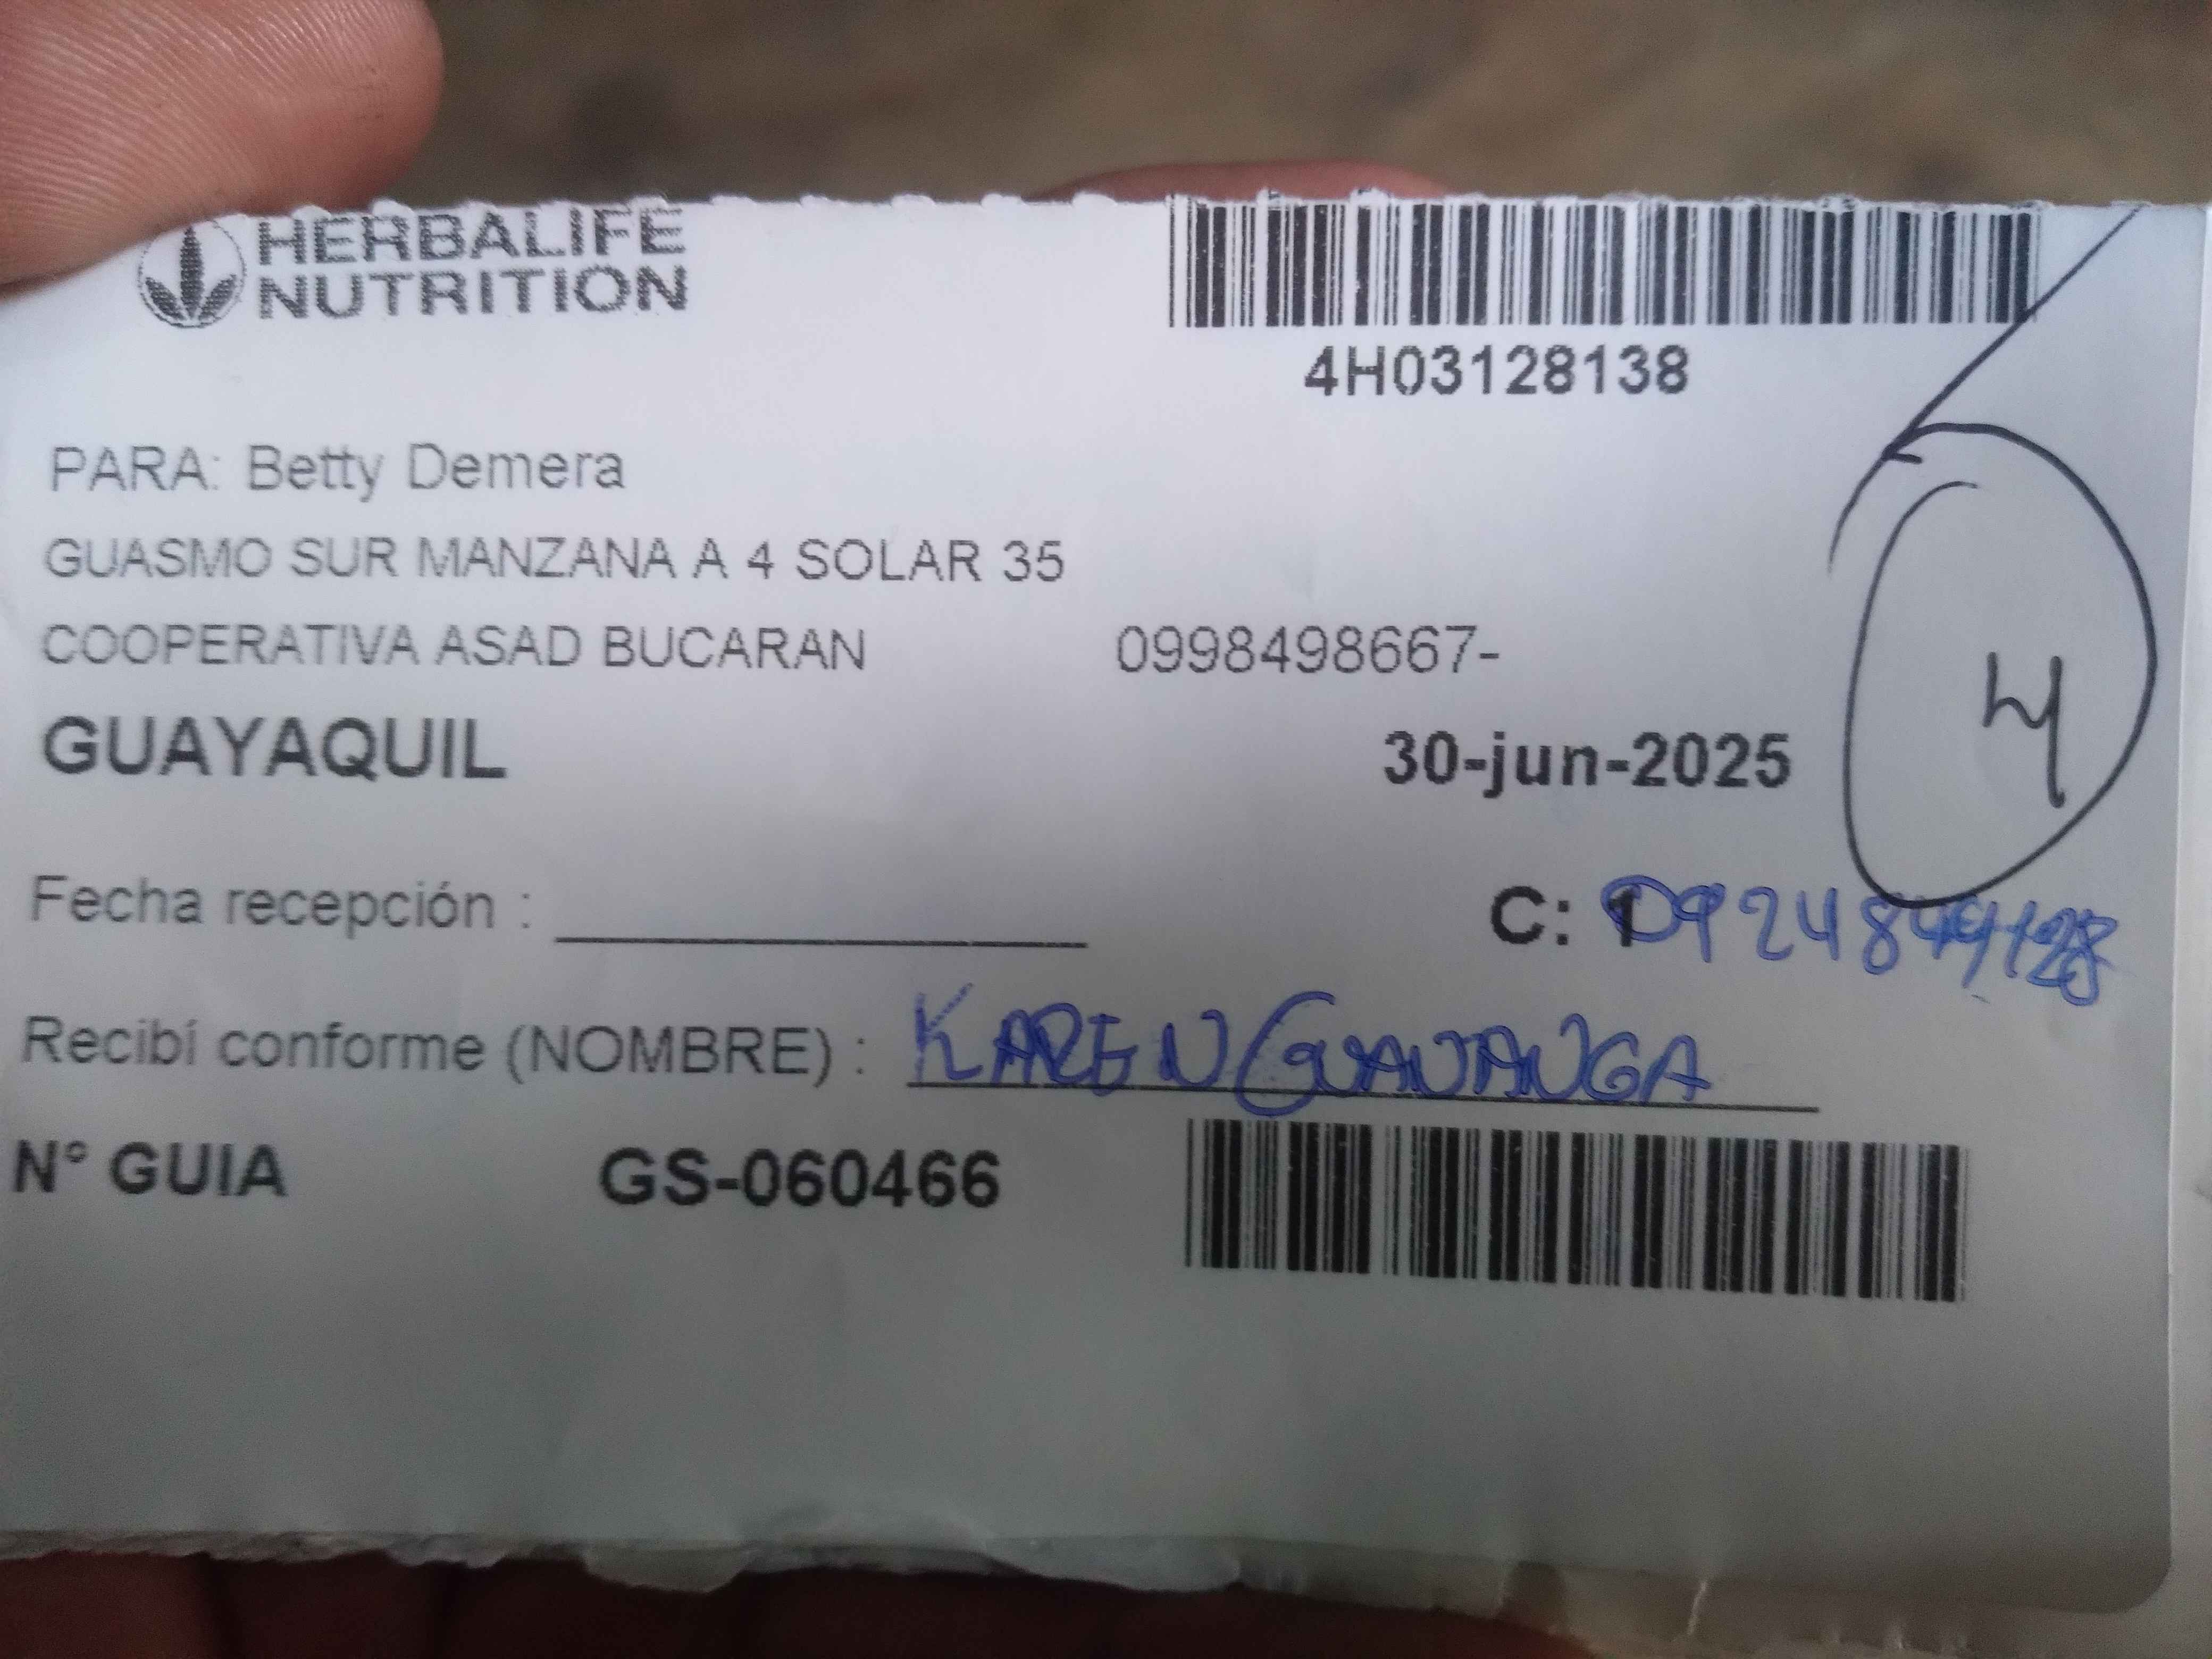 HERBALIFE
NUTRITION
4H03128138
PARA: Betty Demera
GUASMO SUR MANZANA A 4 SOLAR 35
COOPERATIVA ASAD BUCARAN 0998498667-
GUAYAQUIL 30-jun-2025
4
Fecha recepción : C: 1
Recibí conforme (NOMBRE) : KAREN
N° GUIA GS-060466